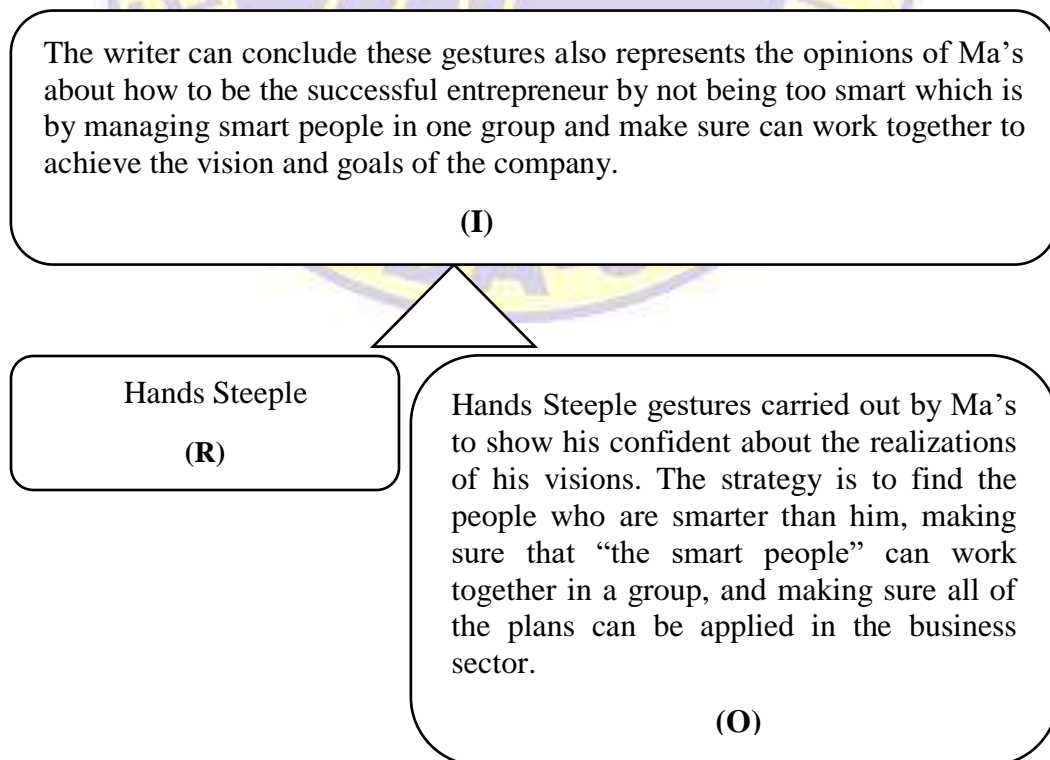 The writer can conclude these gestures also represents the opinions of Ma’s
about how to be the successful entrepreneur by not being too smart which is
by managing smart people in one group and make sure can work together to
achieve the vision and goals of the company.
(I)
Hands Steeple
(R)
Hands Steeple gestures carried out by Ma’s
to show his confident about the realizations
of his visions. The strategy is to find the
people who are smarter than him, making
sure that “the smart people” can work
together in a group, and making sure all of
the plans can be applied in the business
sector.
(O)